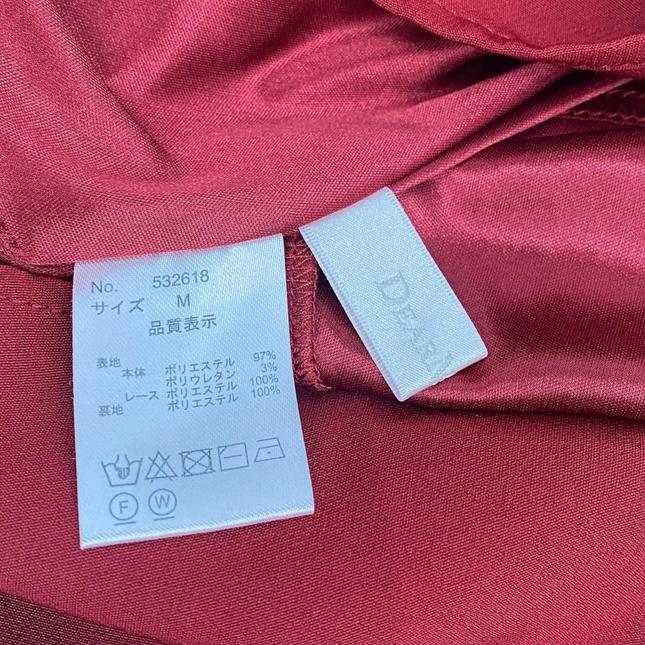 No. 532618
サイズ M
品質表示
表地
本体 ポリエステル 97%
ポリウレタン 3%
レース ポリエステル 100%
裏地 ポリエステル 100%
F W
DEAR